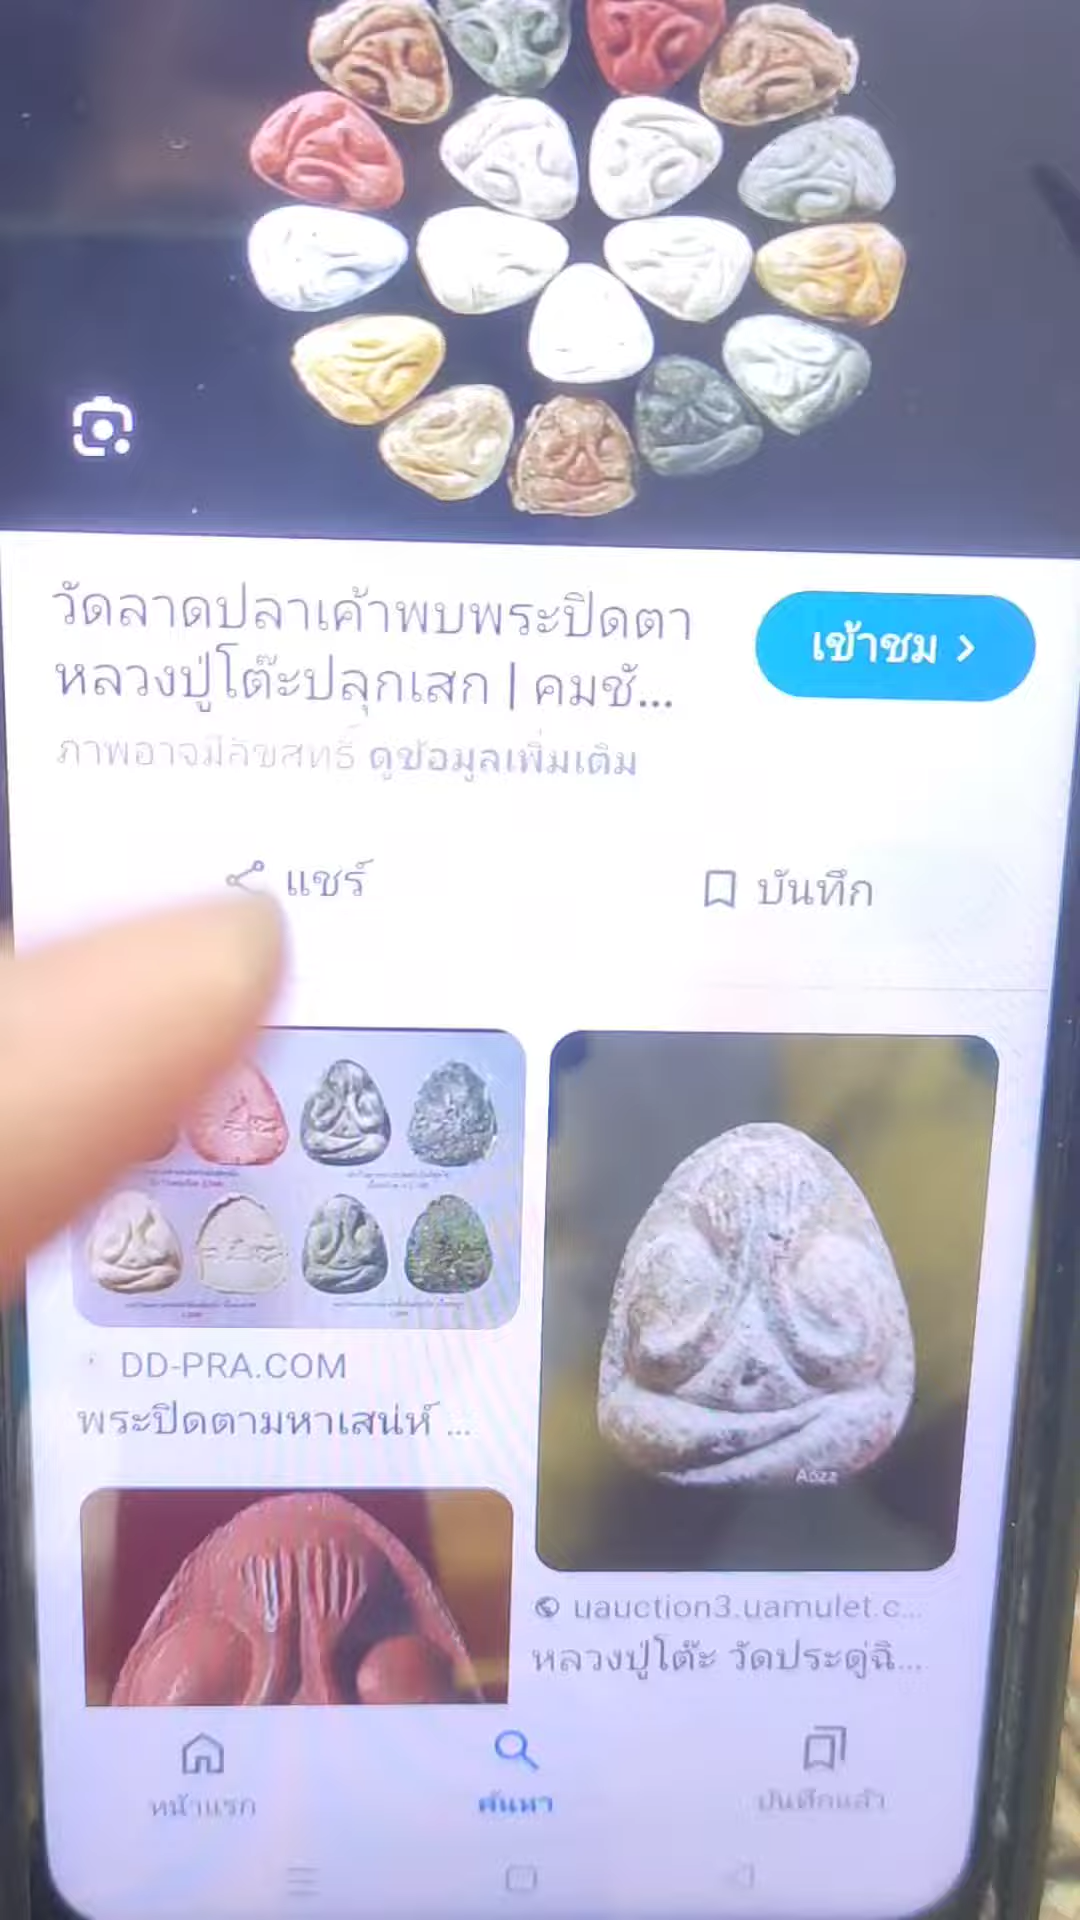 วัดลาดปลาเค้าพบพระปิดตา
หลวงปู่โต๊ะปลุกเสก | คมชั...
เข้าชม >
ภาพอาจมีลิขสิทธิ์ ดูข้อมูลเพิ่มเติม
แชร์
บันทึก
DD-PRA.COM
พระปิดตามหาเสน่ห์ ...
Aozz
uauction3.uamulet.c...
หลวงปู่โต๊ะ วัดประดู่ฉิ...
หน้าแรก
ค้นหา
บันทึกแล้ว